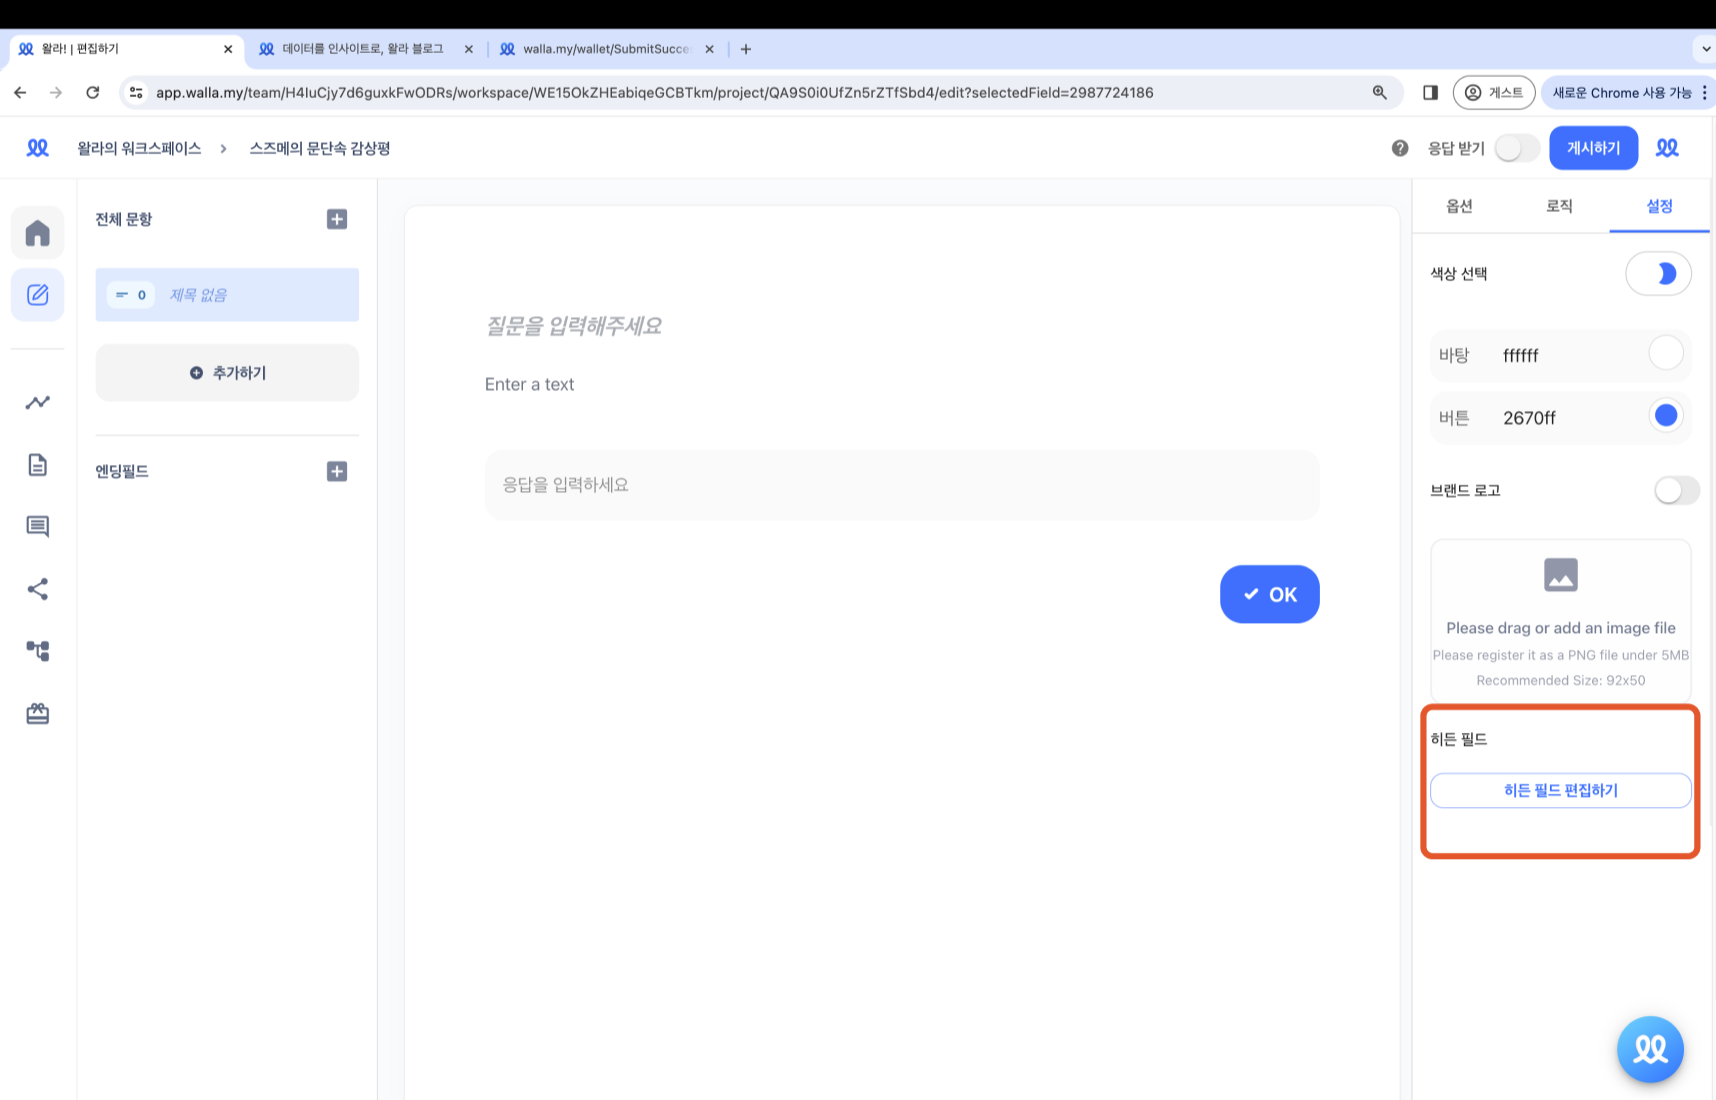 왈라! | 편집하기
데이터를 인사이트로, 왈라 블로그
walla.my/wallet/SubmitSucce
app.walla.my/team/H4IuCjy7d6guxkFwODRs/workspace/WE15OkZHEabiqeGCBTkm/project/QA9S0i0UfZn5rZTfSbd4/edit?selectedField=2987724186
게스트
새로운 Chrome 사용 가능
왈라의 워크스페이스
스즈메의 문단속 감상평
응답 받기
게시하기
전체 문항
0 제목 없음
추가하기
엔딩필드
질문을 입력해주세요
Enter a text
응답을 입력하세요
OK
옵션
로직
설정
색상 선택
바탕 ffffff
버튼 2670ff
브랜드 로고
Please drag or add an image file
Please register it as a PNG file under 5MB
Recommended Size: 92x50
히든 필드
히든 필드 편집하기